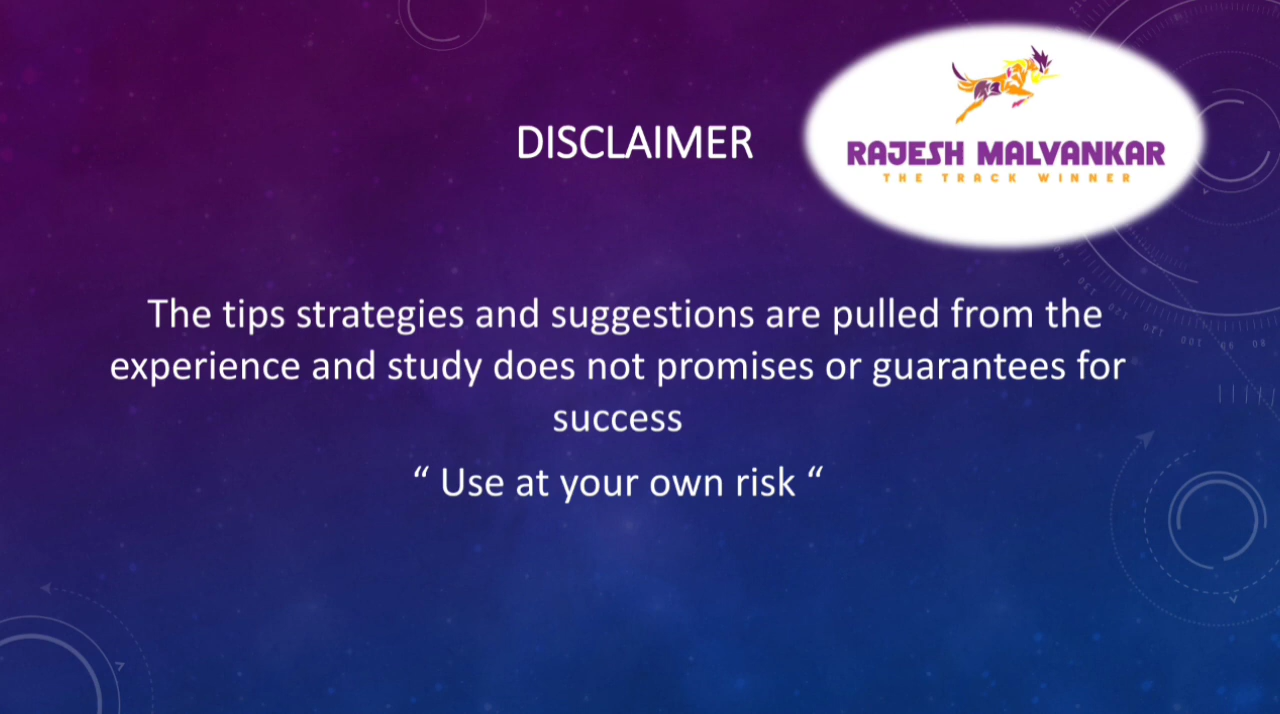 DISCLAIMER
RAJESH MALVANKAR
THE TRACK WINNER
The tips strategies and suggestions are pulled from the
experience and study does not promises or guarantees for
success
“ Use at your own risk “